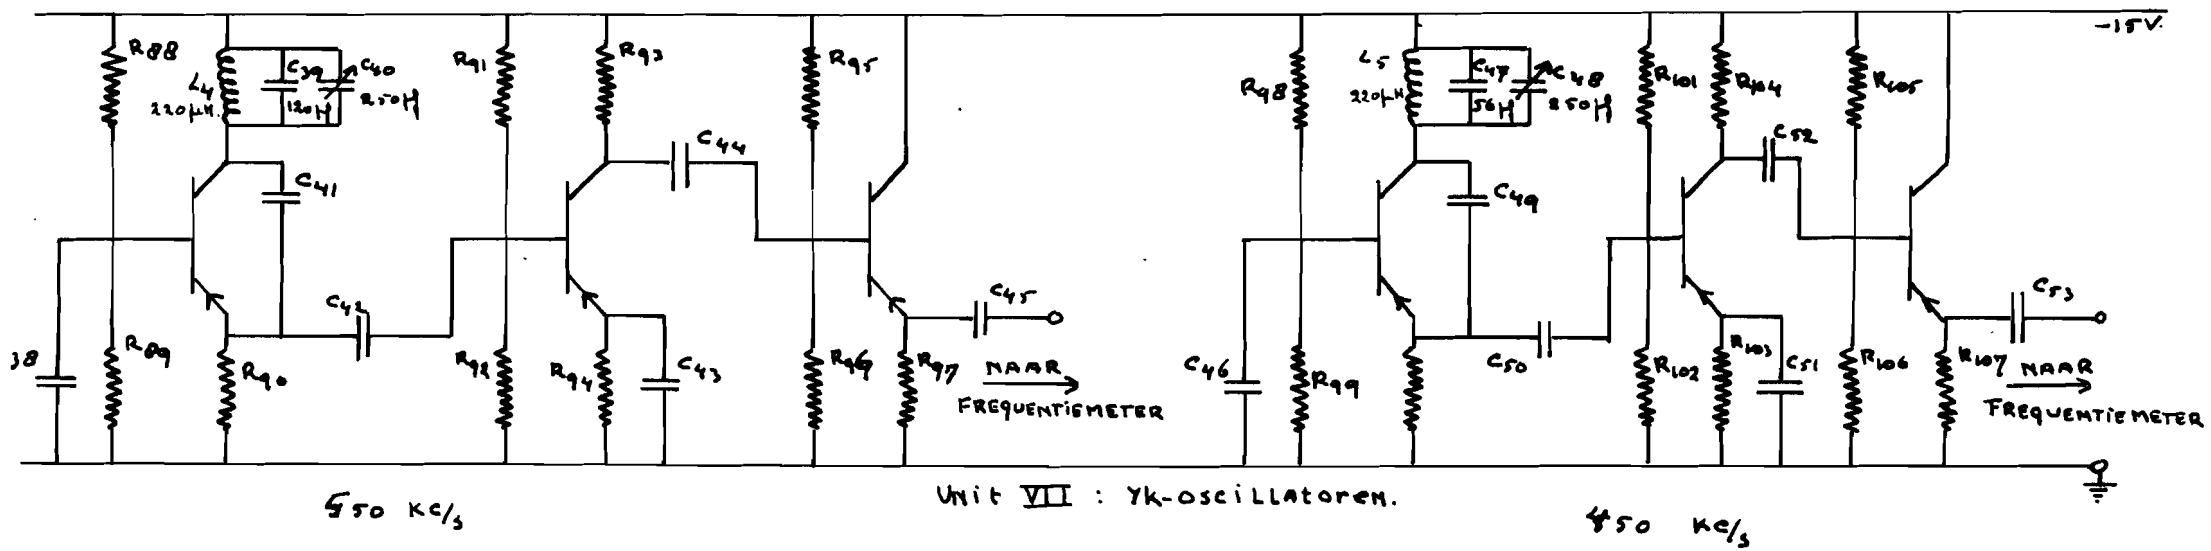 -15V.
R88
L4
220µH.
C39
120pf
C40
250pf
R91
R93
R95
R98
L5
220µH
C47
56pf
C48
250pf
R101
R104
R105
C41
C44
C49
C52
C42
C45
C53
38
R89
R90
R92
R94
C43
R96
R97
NAAR
FREQUENTIEMETER
C46
R99
C50
R102
R103
C51
R106
R107
NAAR
FREQUENTIEMETER
550 KC/s
Unit VII : YK-OSCILLATOREN.
450 KC/s